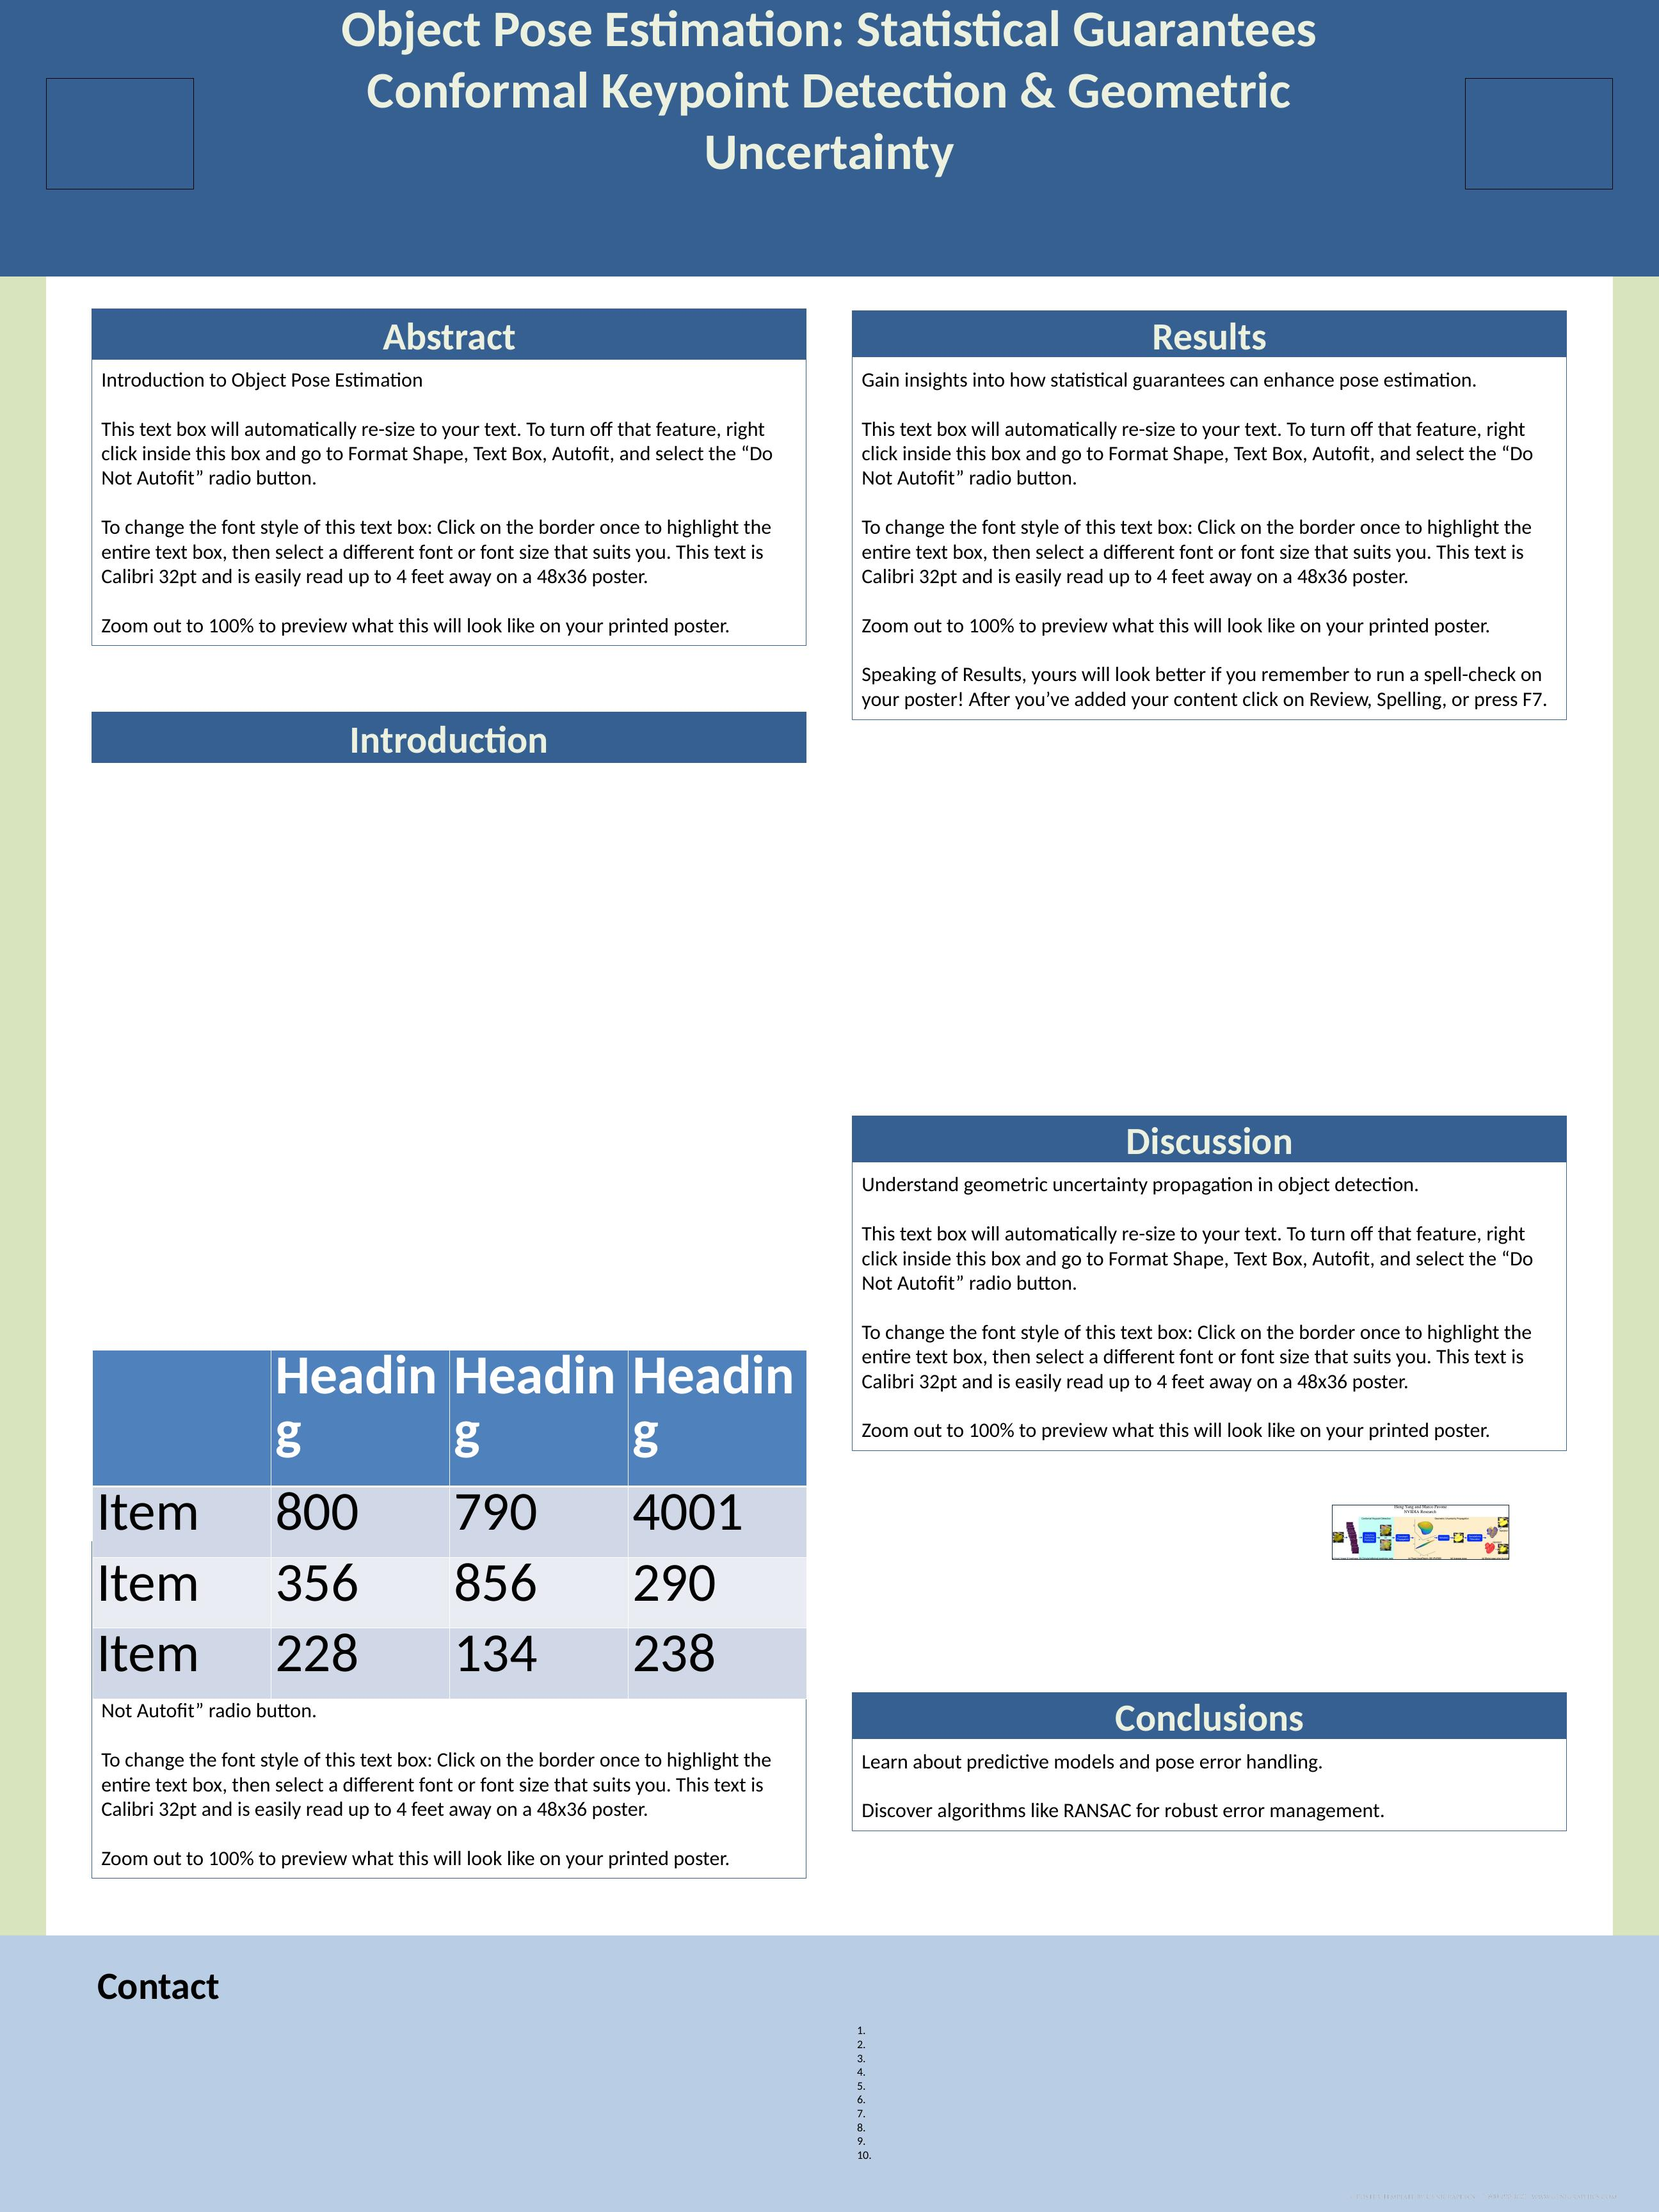 Object Pose Estimation: Statistical Guarantees
Conformal Keypoint Detection & Geometric
Uncertainty
Abstract
Introduction to Object Pose Estimation
This text box will automatically re-size to your text. To turn off that feature, right
click inside this box and go to Format Shape, Text Box, Autofit, and select the “Do
Not Autofit” radio button.
To change the font style of this text box: Click on the border once to highlight the
entire text box, then select a different font or font size that suits you. This text is
Calibri 32pt and is easily read up to 4 feet away on a 48x36 poster.
Zoom out to 100% to preview what this will look like on your printed poster.
Introduction
Headin Headin Headin
g g g
Item 800 790 4001
Item 356 856 290
Item 228 134 238
Not Autofit” radio button.
To change the font style of this text box: Click on the border once to highlight the
entire text box, then select a different font or font size that suits you. This text is
Calibri 32pt and is easily read up to 4 feet away on a 48x36 poster.
Zoom out to 100% to preview what this will look like on your printed poster.
Results
Gain insights into how statistical guarantees can enhance pose estimation.
This text box will automatically re-size to your text. To turn off that feature, right
click inside this box and go to Format Shape, Text Box, Autofit, and select the “Do
Not Autofit” radio button.
To change the font style of this text box: Click on the border once to highlight the
entire text box, then select a different font or font size that suits you. This text is
Calibri 32pt and is easily read up to 4 feet away on a 48x36 poster.
Zoom out to 100% to preview what this will look like on your printed poster.
Speaking of Results, yours will look better if you remember to run a spell-check on
your poster! After you’ve added your content click on Review, Spelling, or press F7.
Discussion
Understand geometric uncertainty propagation in object detection.
This text box will automatically re-size to your text. To turn off that feature, right
click inside this box and go to Format Shape, Text Box, Autofit, and select the “Do
Not Autofit” radio button.
To change the font style of this text box: Click on the border once to highlight the
entire text box, then select a different font or font size that suits you. This text is
Calibri 32pt and is easily read up to 4 feet away on a 48x36 poster.
Zoom out to 100% to preview what this will look like on your printed poster.
Heng Yang and Marco Pavone
NVIDIA Research
Conclusions
Learn about predictive models and pose error handling.
Discover algorithms like RANSAC for robust error management.
Contact
1.
2.
3.
4.
5.
6.
7.
8.
9.
10.